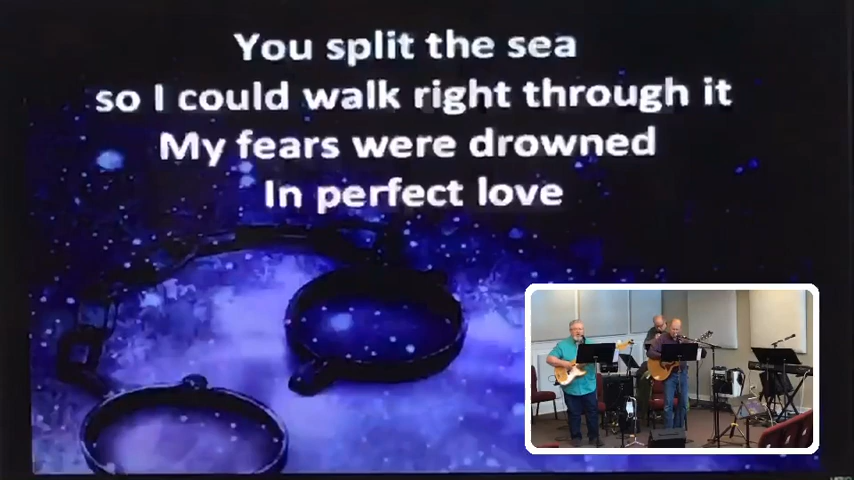 You split the sea
so I could walk right through it
My fears were drowned
In perfect love